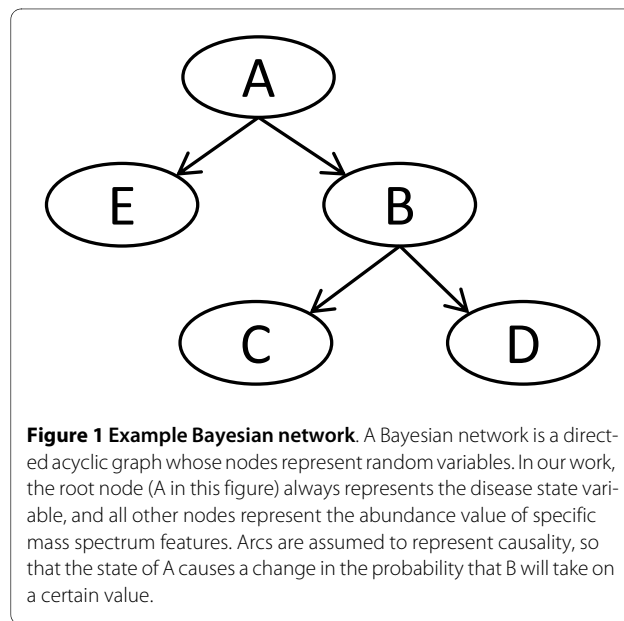 A
E B
C D
Figure 1 Example Bayesian network. A Bayesian network is a direct-
ed acyclic graph whose nodes represent random variables. In our work,
the root node (A in this figure) always represents the disease state vari-
able, and all other nodes represent the abundance value of specific
mass spectrum features. Arcs are assumed to represent causality, so
that the state of A causes a change in the probability that B will take on
a certain value.